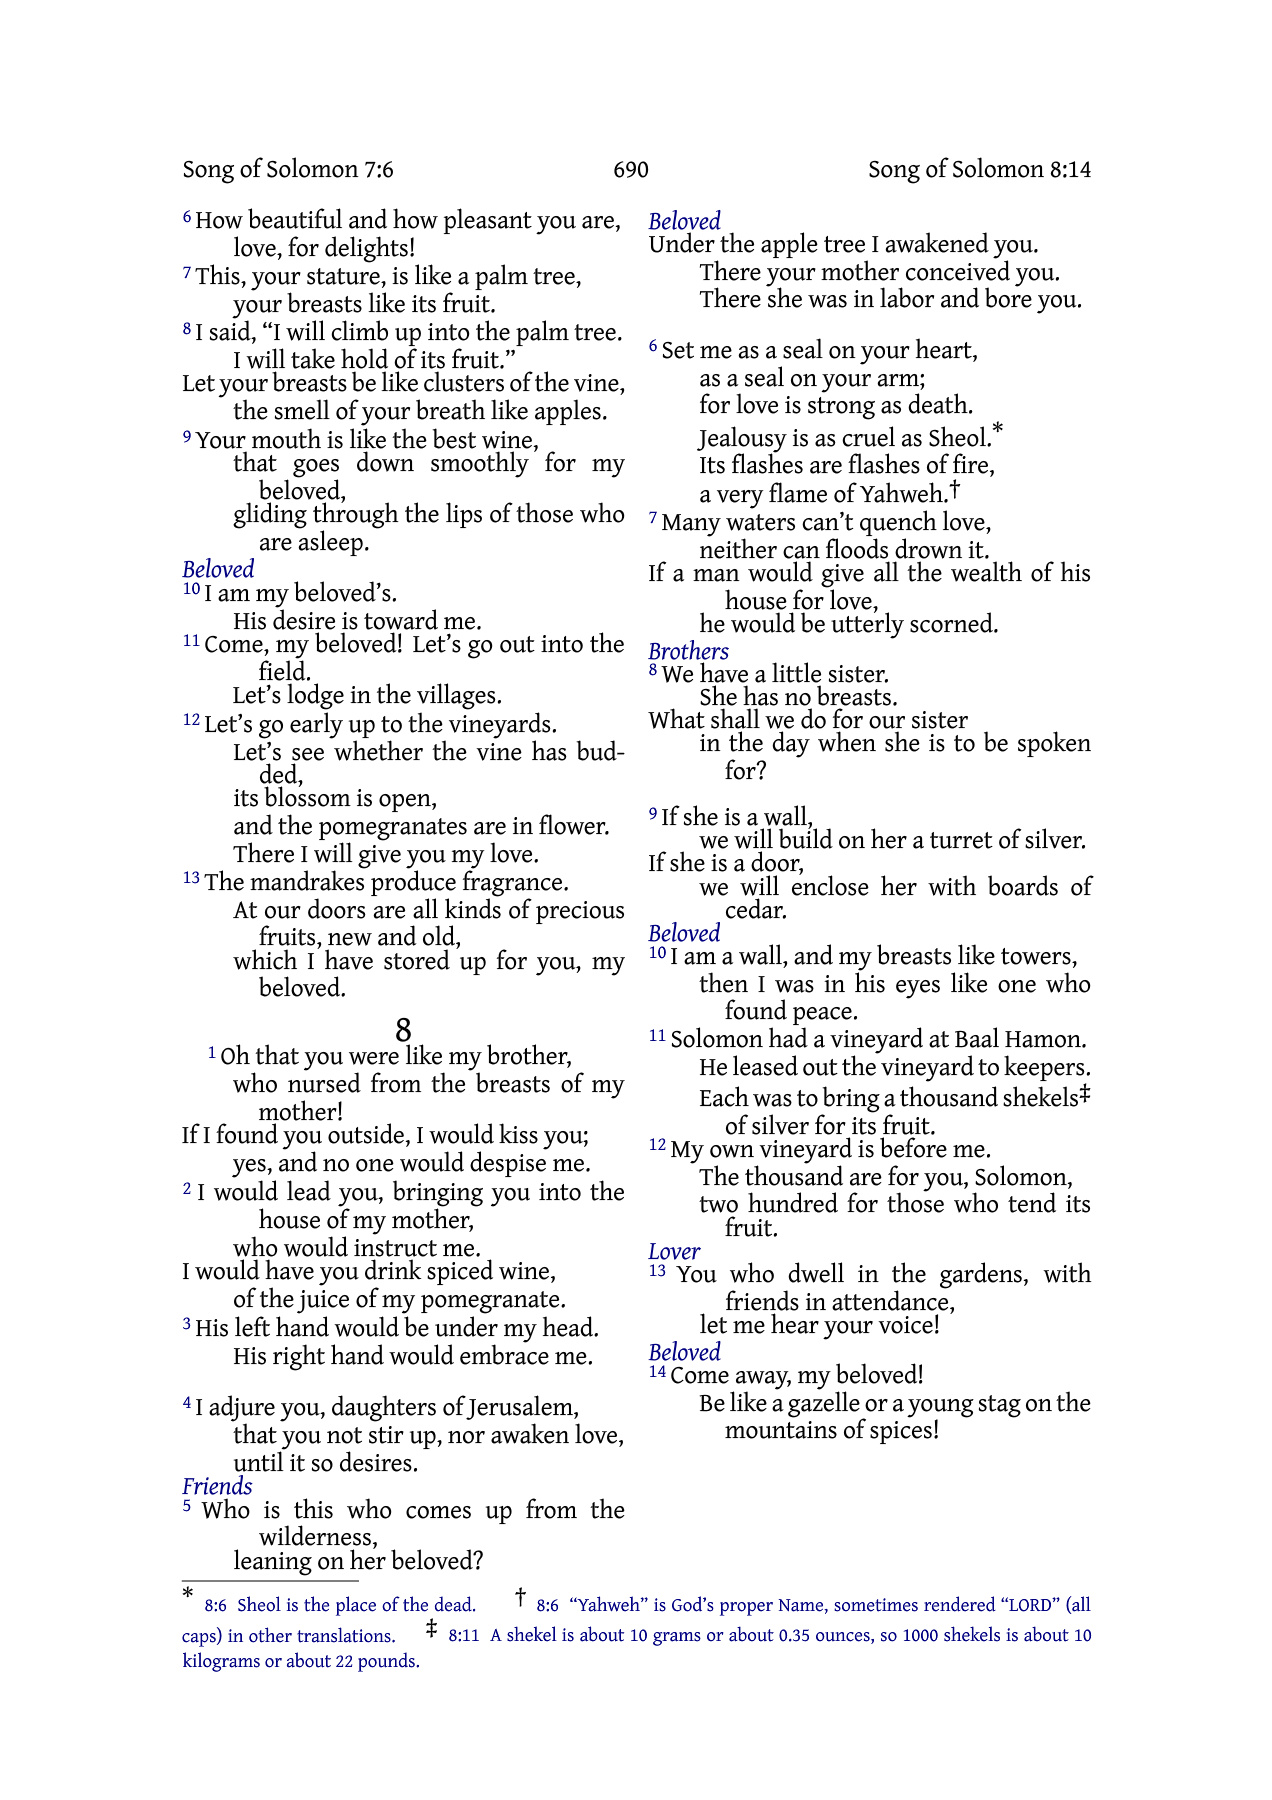 Song of Solomon 7:6 690 Song of Solomon 8:14
6 How beautiful and how pleasant you are,
love, for delights!
7 This, your stature, is like a palm tree,
your breasts like its fruit.
8 I said, “I will climb up into the palm tree.
I will take hold of its fruit.”
Let your breasts be like clusters of the vine,
the smell of your breath like apples.
9 Your mouth is like the best wine,
that goes down smoothly for my
beloved,
gliding through the lips of those who
are asleep.
Beloved
10 I am my beloved’s.
His desire is toward me.
11 Come, my beloved! Let’s go out into the
field.
Let’s lodge in the villages.
12 Let’s go early up to the vineyards.
Let’s see whether the vine has bud-
ded,
its blossom is open,
and the pomegranates are in flower.
There I will give you my love.
13 The mandrakes produce fragrance.
At our doors are all kinds of precious
fruits, new and old,
which I have stored up for you, my
beloved.
8
1 Oh that you were like my brother,
who nursed from the breasts of my
mother!
If I found you outside, I would kiss you;
yes, and no one would despise me.
2 I would lead you, bringing you into the
house of my mother,
who would instruct me.
I would have you drink spiced wine,
of the juice of my pomegranate.
3 His left hand would be under my head.
His right hand would embrace me.
4 I adjure you, daughters of Jerusalem,
that you not stir up, nor awaken love,
until it so desires.
Friends
5 Who is this who comes up from the
wilderness,
leaning on her beloved?
Beloved
Under the apple tree I awakened you.
There your mother conceived you.
There she was in labor and bore you.
6 Set me as a seal on your heart,
as a seal on your arm;
for love is strong as death.
Jealousy is as cruel as Sheol.*
Its flashes are flashes of fire,
a very flame of Yahweh.†
7 Many waters can’t quench love,
neither can floods drown it.
If a man would give all the wealth of his
house for love,
he would be utterly scorned.
Brothers
8 We have a little sister.
She has no breasts.
What shall we do for our sister
in the day when she is to be spoken
for?
9 If she is a wall,
we will build on her a turret of silver.
If she is a door,
we will enclose her with boards of
cedar.
Beloved
10 I am a wall, and my breasts like towers,
then I was in his eyes like one who
found peace.
11 Solomon had a vineyard at Baal Hamon.
He leased out the vineyard to keepers.
Each was to bring a thousand shekels‡
of silver for its fruit.
12 My own vineyard is before me.
The thousand are for you, Solomon,
two hundred for those who tend its
fruit.
Lover
13 You who dwell in the gardens, with
friends in attendance,
let me hear your voice!
Beloved
14 Come away, my beloved!
Be like a gazelle or a young stag on the
mountains of spices!
* 8:6 Sheol is the place of the dead. † 8:6 “Yahweh” is God’s proper Name, sometimes rendered “LORD” (all
caps) in other translations. ‡ 8:11 A shekel is about 10 grams or about 0.35 ounces, so 1000 shekels is about 10
kilograms or about 22 pounds.